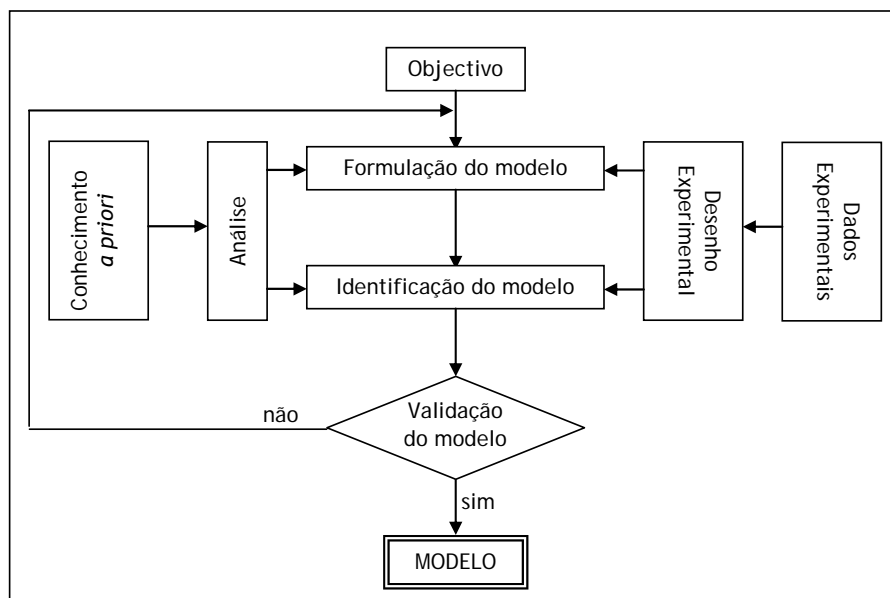 Objectivo
Formulação do modelo
Conhecimento
a priori
Análise
Desenho
Experimental
Dados
Experimentais
Identificação do modelo
Validação
do modelo
não
sim
MODELO